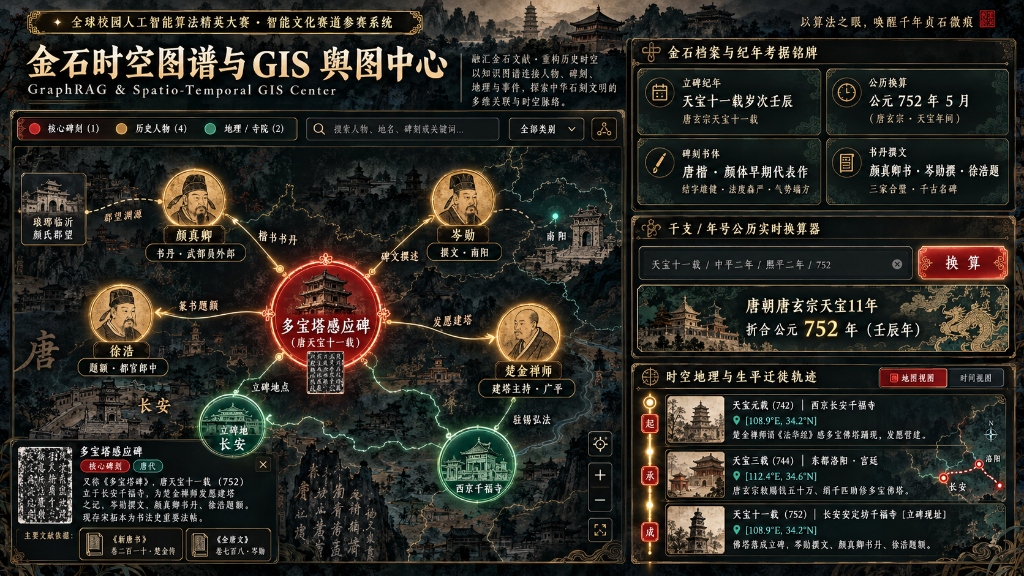 全球校园人工智能算法精英大赛·智能文化赛道参赛系统
以算法之眼，唤醒千年贞石微痕
金石时空图谱与GIS 舆图中心
GraphRAG & Spatio-Temporal GIS Center
融汇金石文献·重构历史时空
以知识图谱连接人物、碑刻、
地理与事件，探索中华石刻文明的
多维关联与时空脉络。
核心碑刻 (1)
历史人物 (4)
地理 / 寺院 (2)
搜索人物、地名、碑刻或关键词...
全部类别
琅琊临沂
颜氏郡望
郡望溯源
颜真卿
书丹·武部员外郎
楷书书丹
岑勋
撰文·南阳
碑文撰述
南阳
徐浩
题额·都官郎中
篆书题额
多宝塔感应碑
(唐天宝十一载)
发愿建塔
楚金禅师
建塔主持·广平
唐
长安
立碑地点
立碑地
长安
驻锡弘法
西京千福寺
多宝塔感应碑
核心碑刻
唐代
又称《多宝塔碑》，唐天宝十一载 (752)
立于长安千福寺，为楚金禅师发愿建塔
之记，岑勋撰文、颜真卿书丹、徐浩题额。
现存宋拓本为书法史重要法帖。
主要文献依据：
《新唐书》
卷二百一十·楚金传
《全唐文》
卷七百八·岑勋
金石档案与纪年考据铭牌
立碑纪年
天宝十一载岁次壬辰
唐玄宗天宝十一载
公历换算
公元 752 年 5 月
(唐玄宗·天宝年间)
碑刻书体
唐楷·颜体早期代表作
结字雄健·法度森严·气势端方
书丹撰文
颜真卿书·岑勋撰·徐浩题
三家合璧·千古名碑
干支 / 年号公历实时换算器
天宝十一载 / 中平二年 / 熙平二年 / 752
换算
唐朝唐玄宗天宝11年
折合公元 752 年（壬辰年）
时空地理与生平迁徙轨迹
地图视图
时间视图
起
天宝元载 (742) | 西京长安千福寺
[108.9°E, 34.2°N]
楚金禅师诵《法华经》感多宝佛塔踊现，发愿营建。
承
天宝三载 (744) | 东都洛阳·宫廷
[112.4°E, 34.6°N]
唐玄宗敕赐钱五十万、绢千匹助修多宝佛塔。
成
天宝十一载 (752) | 长安安定坊千福寺 [立碑现址]
[108.9°E, 34.2°N]
佛塔落成立碑，岑勋撰文、颜真卿书丹、徐浩题额。
N
洛阳
长安